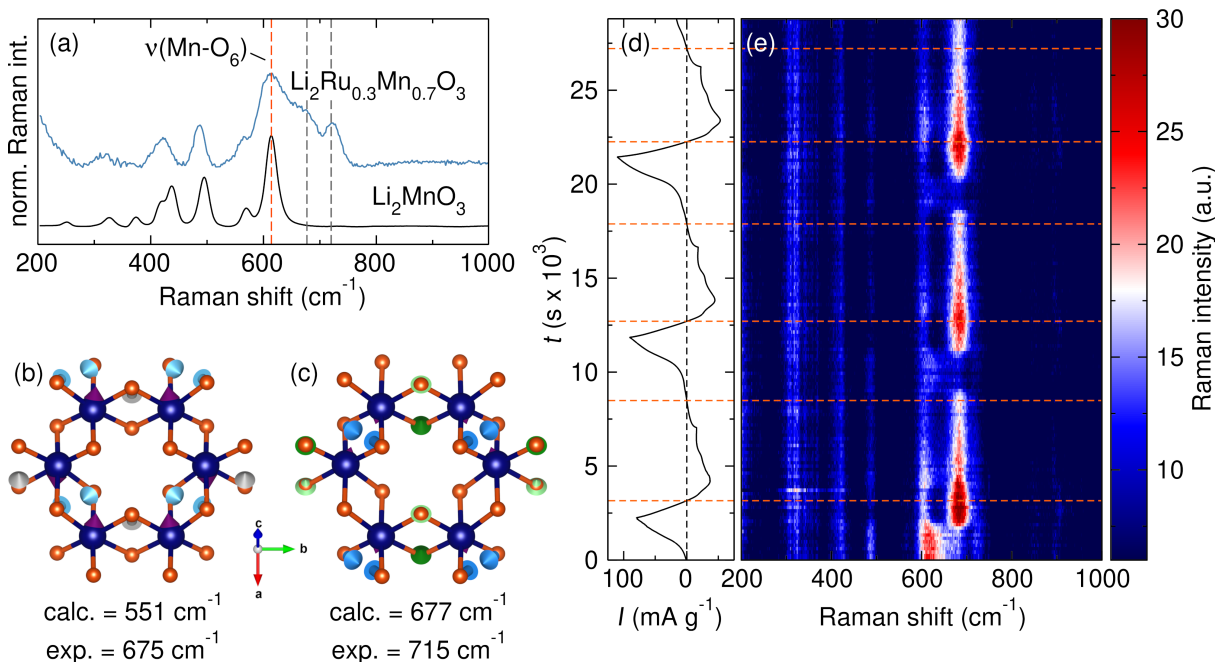 (a)
ν(Mn-O₆)
Li₂Ru₀.₃Mn₀.₇O₃
Li₂MnO₃
norm. Raman int.
200 400 600 800 1000
Raman shift (cm⁻¹)
(b)
calc. = 551 cm⁻¹
exp. = 675 cm⁻¹
c
b
a
(c)
calc. = 677 cm⁻¹
exp. = 715 cm⁻¹
(d)
t (s x 10³)
25
20
15
10
5
0
100 0
I (mA g⁻¹)
(e)
200 400 600 800 1000
Raman shift (cm⁻¹)
30
25
20
15
10
Raman intensity (a.u.)